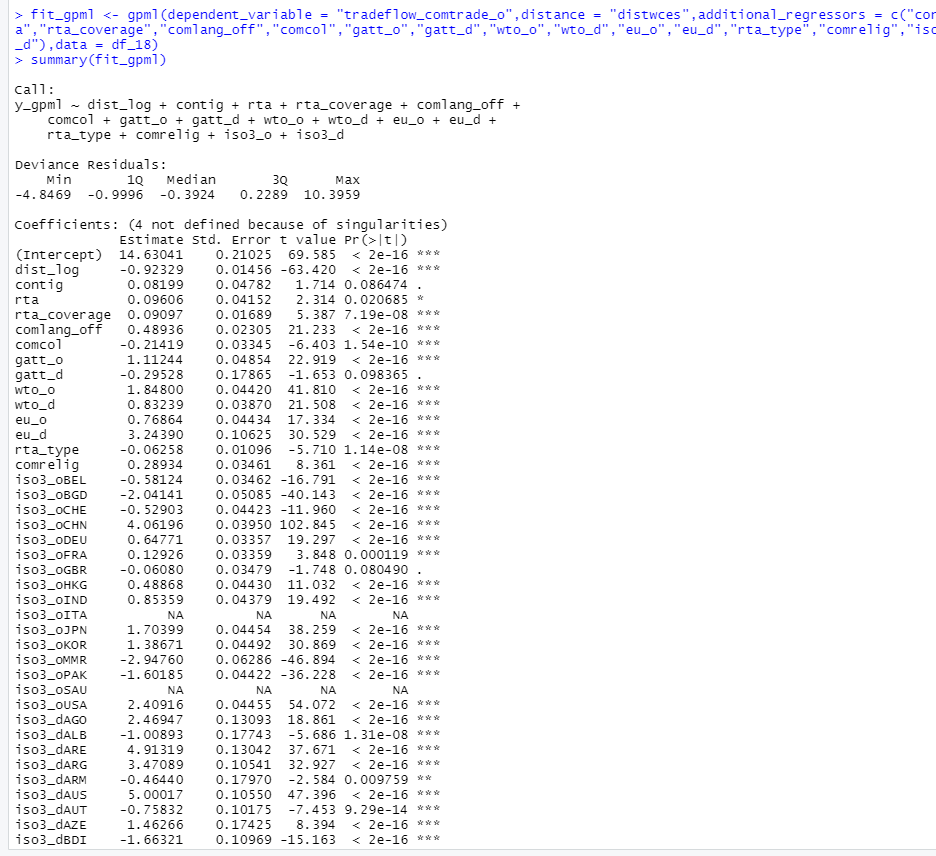 > fit_gpml <- gpml(dependent_variable = "tradeflow_comtrade_o",distance = "distwces",additional_regressors = c("con
a","rta_coverage","comlang_off","comcol","gatt_o","gatt_d","wto_o","wto_d","eu_o","eu_d","rta_type","comrelig","iso
_d"),data = df_18)
> summary(fit_gpml)
Call:
y_gpml ~ dist_log + contig + rta + rta_coverage + comlang_off +
comcol + gatt_o + gatt_d + wto_o + wto_d + eu_o + eu_d +
rta_type + comrelig + iso3_o + iso3_d
Deviance Residuals:
Min 1Q Median 3Q Max
-4.8469 -0.9996 -0.3924 0.2289 10.3959
Coefficients: (4 not defined because of singularities)
Estimate Std. Error t value Pr(>|t|)
(Intercept) 14.63041 0.21025 69.585 < 2e-16 ***
dist_log -0.92329 0.01456 -63.420 < 2e-16 ***
contig 0.08199 0.04782 1.714 0.086474 .
rta 0.09606 0.04152 2.314 0.020685 *
rta_coverage 0.09097 0.01689 5.387 7.19e-08 ***
comlang_off 0.48936 0.02305 21.233 < 2e-16 ***
comcol -0.21419 0.03345 -6.403 1.54e-10 ***
gatt_o 1.11244 0.04854 22.919 < 2e-16 ***
gatt_d -0.29528 0.17865 -1.653 0.098365 .
wto_o 1.84800 0.04420 41.810 < 2e-16 ***
wto_d 0.83239 0.03870 21.508 < 2e-16 ***
eu_o 0.76864 0.04434 17.334 < 2e-16 ***
eu_d 3.24390 0.10625 30.529 < 2e-16 ***
rta_type -0.06258 0.01096 -5.710 1.14e-08 ***
comrelig 0.28934 0.03461 8.361 < 2e-16 ***
iso3_oBEL -0.58124 0.03462 -16.791 < 2e-16 ***
iso3_oBGD -2.04141 0.05085 -40.143 < 2e-16 ***
iso3_oCHE -0.52903 0.04423 -11.960 < 2e-16 ***
iso3_oCHN 4.06196 0.03950 102.845 < 2e-16 ***
iso3_oDEU 0.64771 0.03357 19.297 < 2e-16 ***
iso3_oFRA 0.12926 0.03359 3.848 0.000119 ***
iso3_oGBR -0.06080 0.03479 -1.748 0.080490 .
iso3_oHKG 0.48868 0.04430 11.032 < 2e-16 ***
iso3_oIND 0.85359 0.04379 19.492 < 2e-16 ***
iso3_oITA NA NA NA NA
iso3_oJPN 1.70399 0.04454 38.259 < 2e-16 ***
iso3_oKOR 1.38671 0.04492 30.869 < 2e-16 ***
iso3_oMMR -2.94760 0.06286 -46.894 < 2e-16 ***
iso3_oPAK -1.60185 0.04422 -36.228 < 2e-16 ***
iso3_oSAU NA NA NA NA
iso3_oUSA 2.40916 0.04455 54.072 < 2e-16 ***
iso3_dAGO 2.46947 0.13093 18.861 < 2e-16 ***
iso3_dALB -1.00893 0.17743 -5.686 1.31e-08 ***
iso3_dARE 4.91319 0.13042 37.671 < 2e-16 ***
iso3_dARG 3.47089 0.10541 32.927 < 2e-16 ***
iso3_dARM -0.46440 0.17970 -2.584 0.009759 **
iso3_dAUS 5.00017 0.10550 47.396 < 2e-16 ***
iso3_dAUT -0.75832 0.10175 -7.453 9.29e-14 ***
iso3_dAZE 1.46266 0.17425 8.394 < 2e-16 ***
iso3_dBDI -1.66321 0.10969 -15.163 < 2e-16 ***